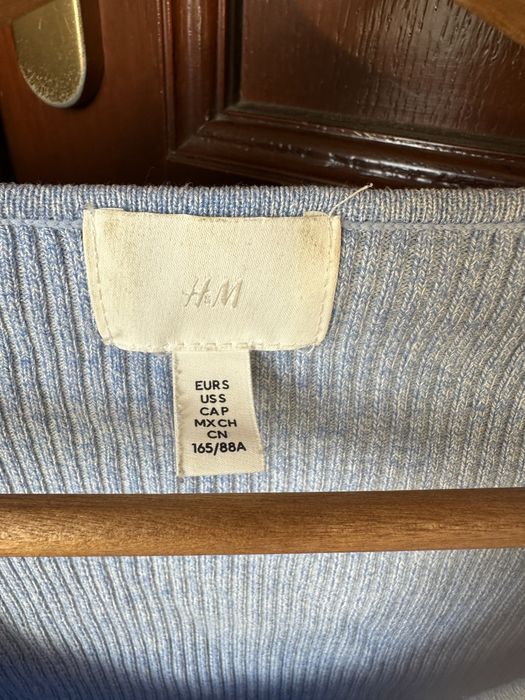 H&M
EUR S
US S
CA P
MX CH
CN
165/88A